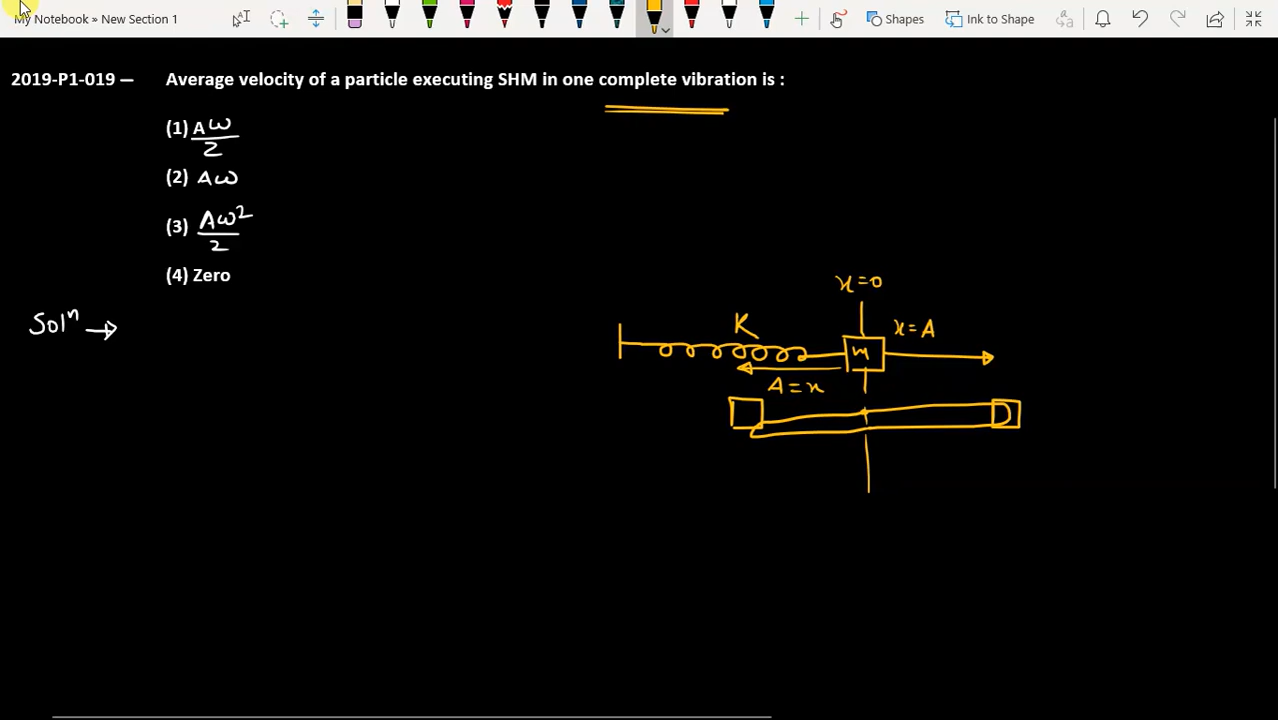 My Notebook » New Section 1
Shapes
Ink to Shape
2019-P1-019 — Average velocity of a particle executing SHM in one complete vibration is :
(1) Aω/2
(2) Aω
(3) Aω²/2
(4) Zero
Solⁿ →
x=0
K
m
x=A
A=x